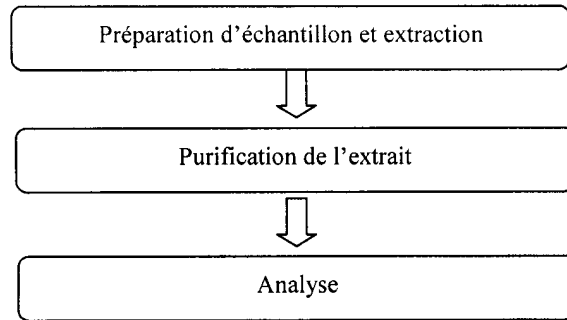 Préparation d’échantillon et extraction
Purification de l’extrait
Analyse